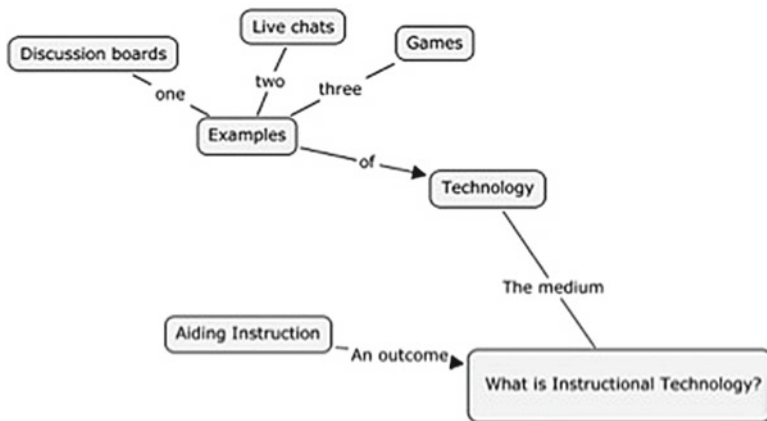 Live chats
Games
Discussion boards
one
two
three
Examples
of
Technology
The medium
Aiding Instruction
An outcome
What is Instructional Technology?